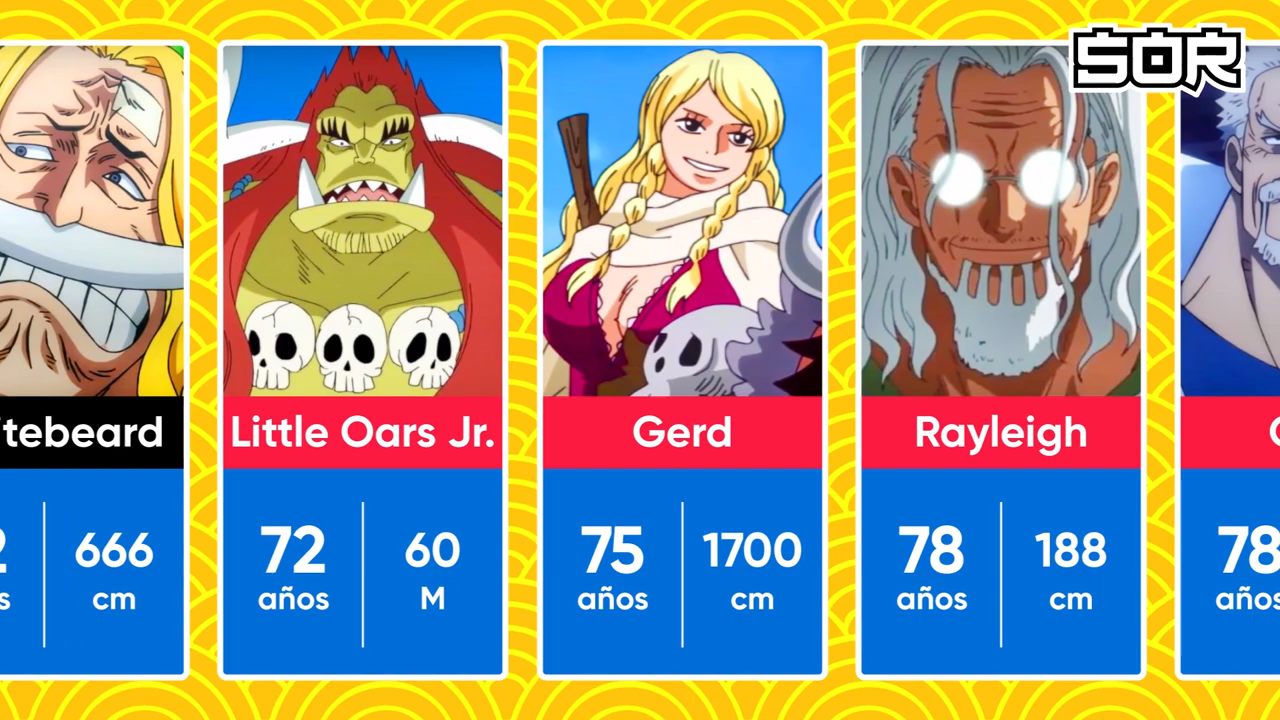 SOR
itebeard
666
cm
Little Oars Jr.
72
años
60
M
Gerd
75
años
1700
cm
Rayleigh
78
años
188
cm
78
años